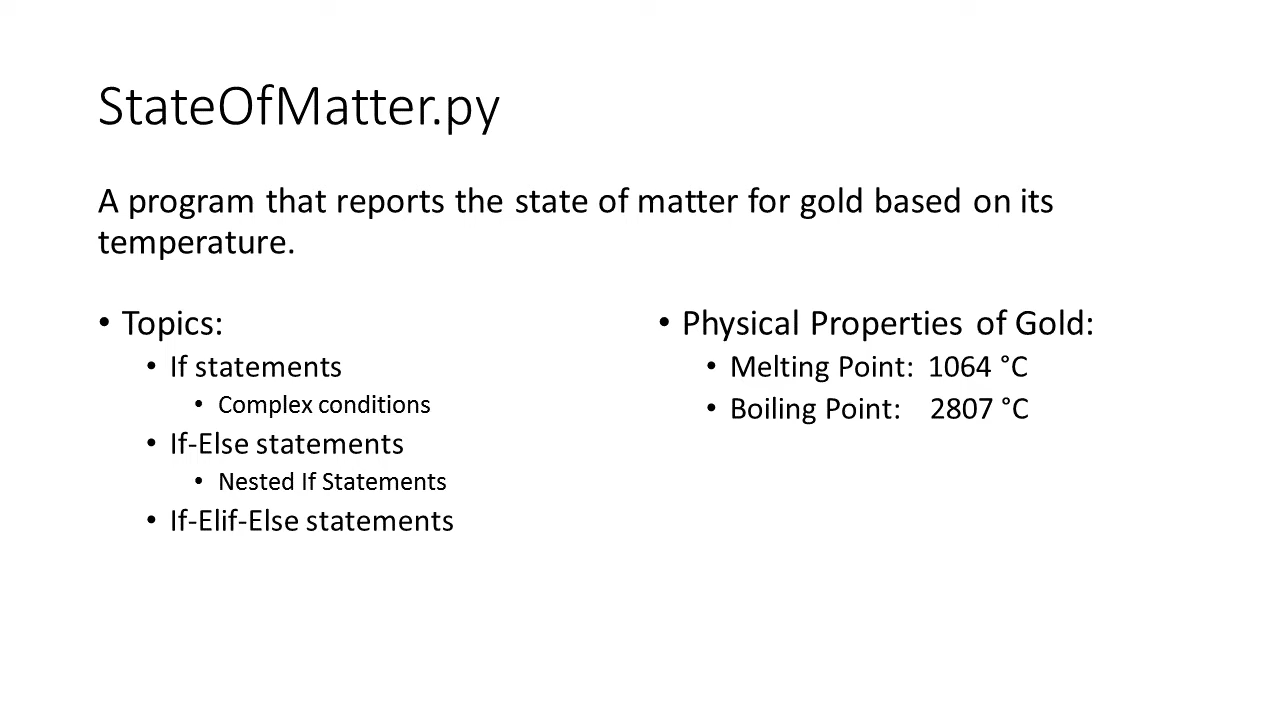 StateOfMatter.py
A program that reports the state of matter for gold based on its
temperature.
• Topics:
• If statements
• Complex conditions
• If-Else statements
• Nested If Statements
• If-Elif-Else statements
• Physical Properties of Gold:
• Melting Point: 1064 °C
• Boiling Point: 2807 °C